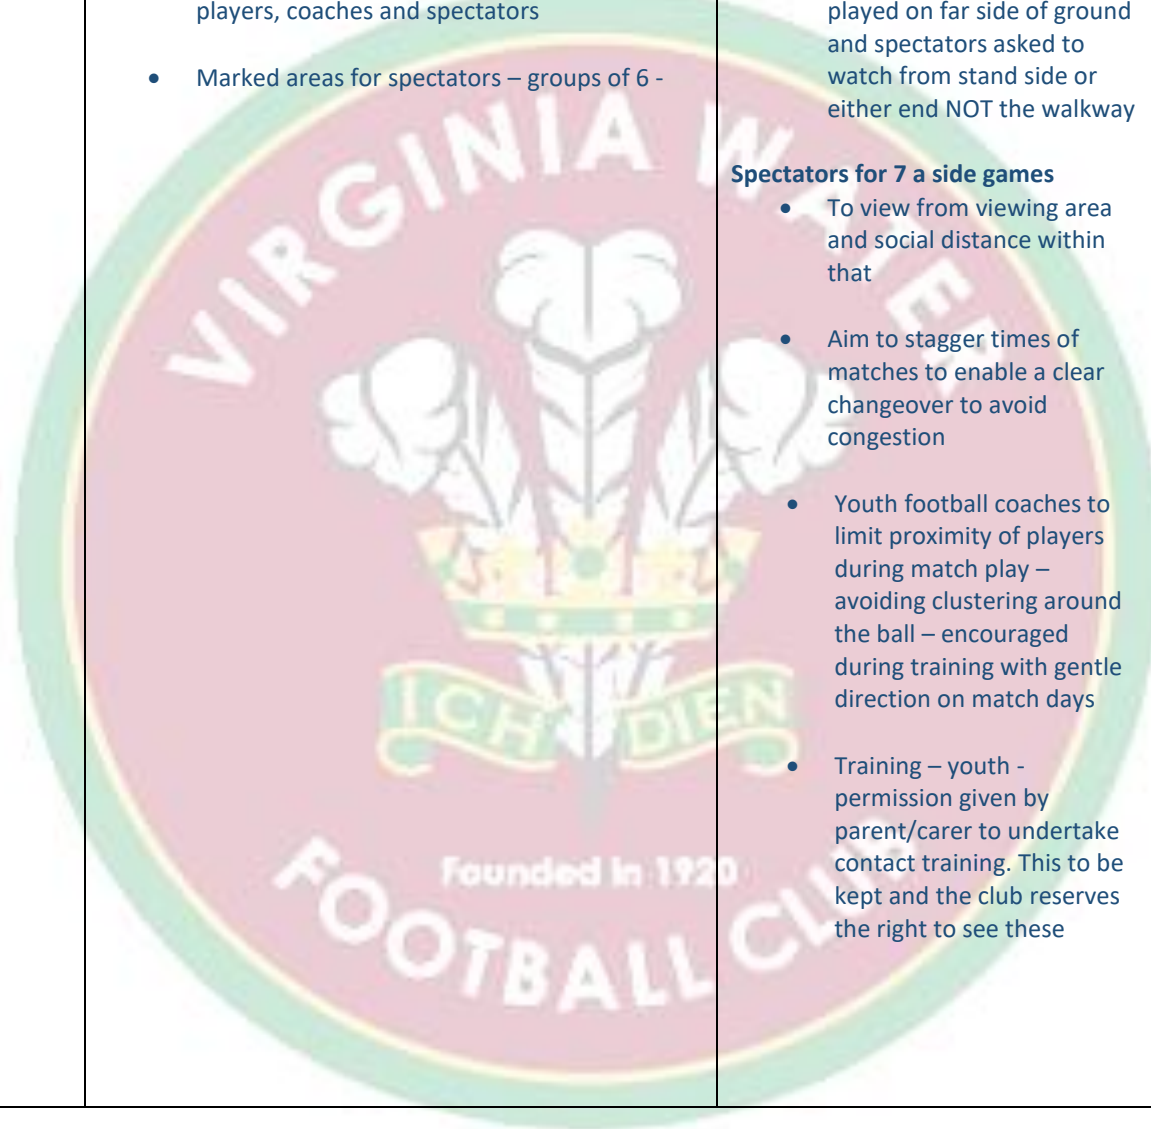 players, coaches and spectators
• Marked areas for spectators – groups of 6 -
played on far side of ground
and spectators asked to
watch from stand side or
either end NOT the walkway
Spectators for 7 a side games
• To view from viewing area
and social distance within
that
• Aim to stagger times of
matches to enable a clear
changeover to avoid
congestion
• Youth football coaches to
limit proximity of players
during match play –
avoiding clustering around
the ball – encouraged
during training with gentle
direction on match days
• Training – youth -
permission given by
parent/carer to undertake
contact training. This to be
kept and the club reserves
the right to see these
VIRGINIA WATER
ICH DIEN
Founded in 1920
FOOTBALL CLUB